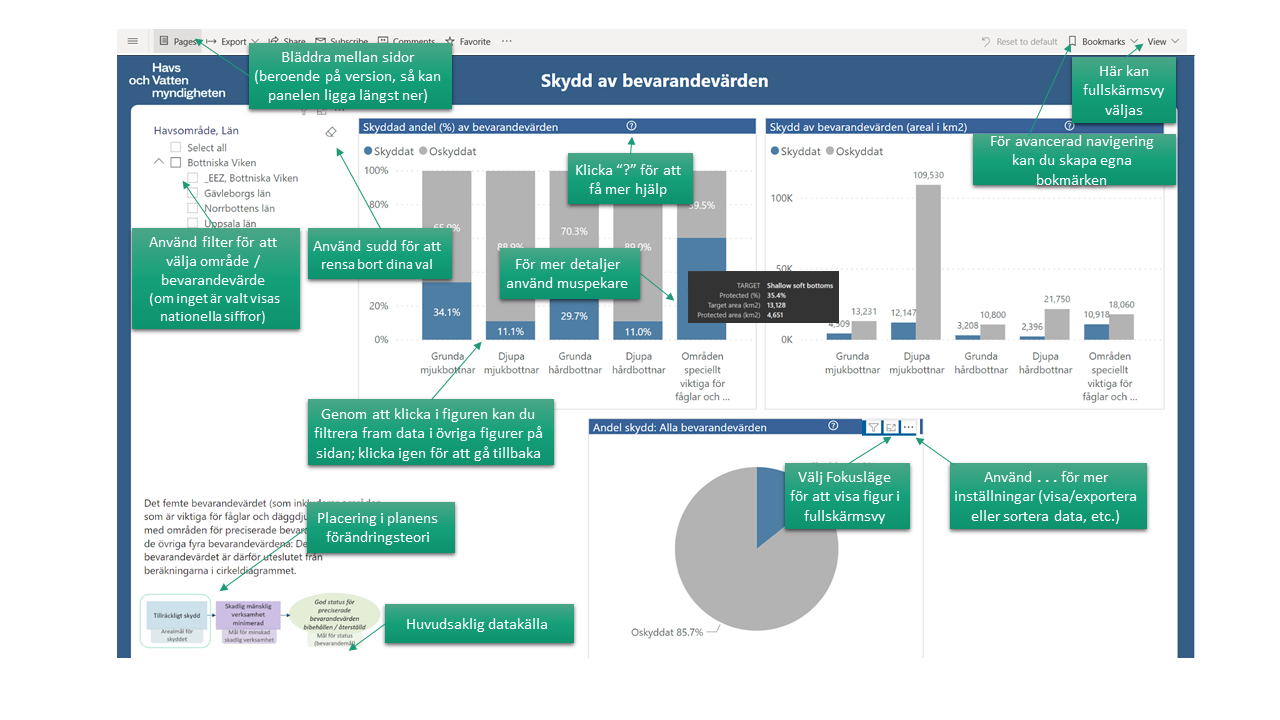 Pages
Export
Share
Subscribe
Comments
Favorite
...
Reset to default
Bookmarks
View
Havs
och Vatten
myndigheten
Skydd av bevarandevärden
Bläddra mellan sidor
(beroende på version, så kan
panelen ligga längst ner)
Här kan
fullskärmsvy
väljas
För avancerad navigering
kan du skapa egna
bokmärken
Havsområde, Län
Select all
Bottniska Viken
_EEZ, Bottniska Viken
Gävleborgs län
Norrbottens län
Uppsala län
Använd filter för att
välja område /
bevarandevärde
(om inget är valt visas
nationella siffror)
Använd sudd för att
rensa bort dina val
Skyddad andel (%) av bevarandevärden
Skyddat
Oskyddat
Klicka “?” för att
få mer hjälp
100%
80%
20%
0%
65.9%
88.9%
70.3%
89.0%
59.5%
34.1%
11.1%
29.7%
11.0%
För mer detaljer
använd muspekare
Grunda
mjukbottnar
Djupa
mjukbottnar
Grunda
hårdbottnar
Djupa
hårdbottnar
Områden
speciellt
viktiga för
fåglar och ...
TARGET Shallow soft bottoms
Protected (%) 35.4%
Target area (km2) 13,128
Protected area (km2) 4,651
Skydd av bevarandevärden (areal i km2)
Skyddat
Oskyddat
100K
50K
0K
4,509
13,231
12,147
109,530
3,208
10,800
2,396
21,750
10,918
18,060
Grunda
mjukbottnar
Djupa
mjukbottnar
Grunda
hårdbottnar
Djupa
hårdbottnar
Områden
speciellt
viktiga för
fåglar och ...
Genom att klicka i figuren kan du
filtrera fram data i övriga figurer på
sidan; klicka igen för att gå tillbaka
Andel skydd: Alla bevarandevärden
Välj Fokusläge
för att visa figur i
fullskärmsvy
Använd . . . för mer
inställningar (visa/exportera
eller sortera data, etc.)
Oskyddat 85.7%
Det femte bevarandevärdet (som
som är viktiga för fåglar och
med områden för preciserade
de övriga fyra bevarandevärdena:
bevarandevärdet är därför uteslutet från
beräkningarna i cirkeldiagrammet.
Placering i planens
förändringsteori
Tillräckligt skydd
Arealmål för
skyddet
Skadlig mänsklig
verksamhet
minimerad
Mål för minskad
skadlig verksamhet
God status för
preciserade
bevarandevärden
bibehållen / återställd
Mål för status
(bevarandemål)
Huvudsaklig datakälla